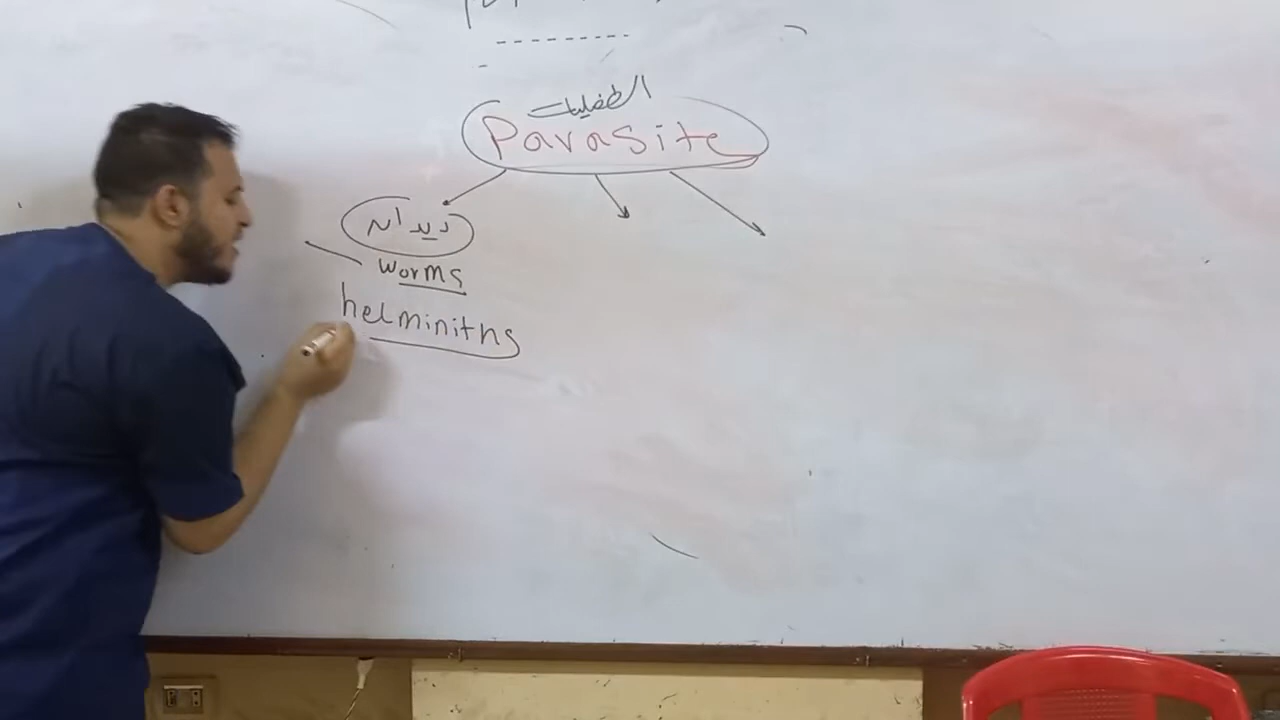 الطفيليات
Parasite
ديدان
worms
helminiths